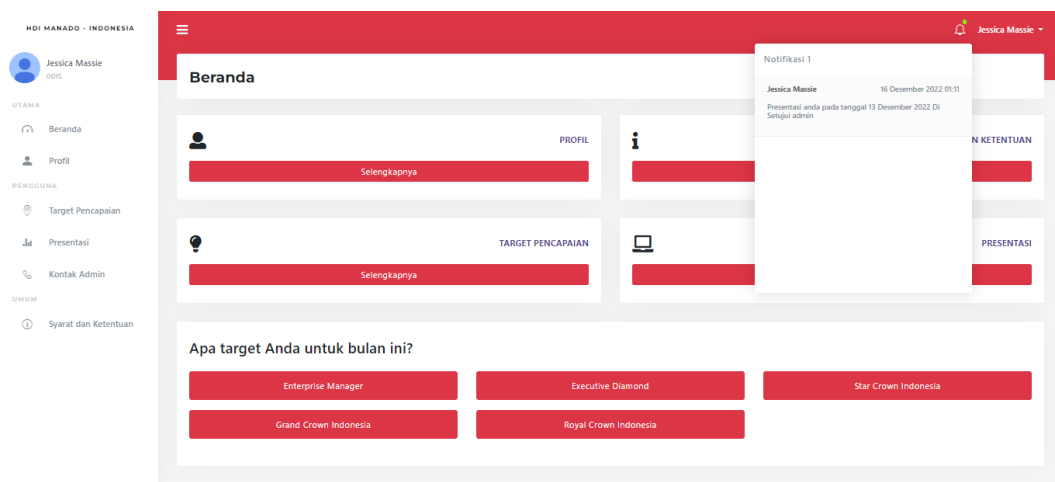 HDI MANADO - INDONESIA
Jessica Massie
0015
UTAMA
Beranda
Profil
PENGGUNA
Target Pencapaian
Presentasi
Kontak Admin
UMUM
Syarat dan Ketentuan
Jessica Massie
Beranda
Notifikasi 1
Jessica Massie 16 Desember 2022 01:11
Presentasi anda pada tanggal 13 Desember 2022 Di
Setujui admin
PROFIL
Selengkapnya
N KETENTUAN
TARGET PENCAPAIAN
Selengkapnya
PRESENTASI
Apa target Anda untuk bulan ini?
Enterprise Manager
Executive Diamond
Star Crown Indonesia
Grand Crown Indonesia
Royal Crown Indonesia